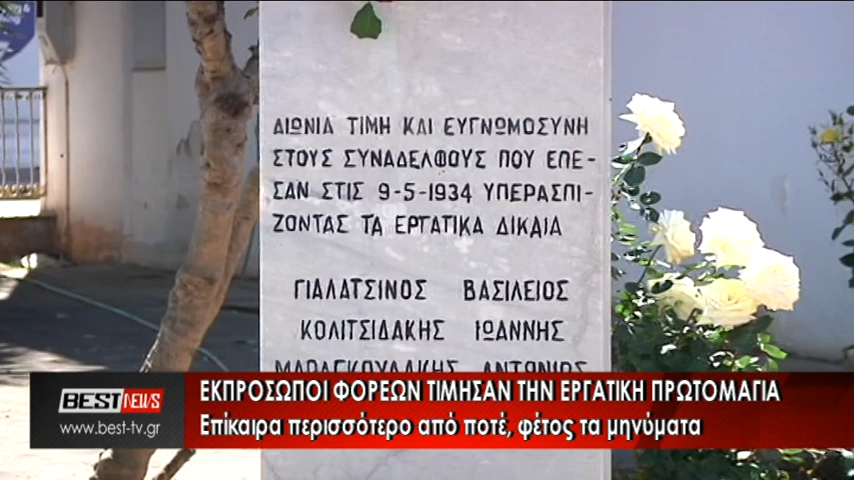 ΑΙΩΝΙΑ ΤΙΜΗ ΚΑΙ ΕΥΓΝΩΜΟΣΥΝΗ
ΣΤΟΥΣ ΣΥΝΑΔΕΛΦΟΥΣ ΠΟΥ ΕΠΕ-
ΣΑΝ ΣΤΙΣ 9-5-1934 ΥΠΕΡΑΣΠΙ-
ΖΟΝΤΑΣ ΤΑ ΕΡΓΑΤΙΚΑ ΔΙΚΑΙΑ
ΓΙΑΛΑΤΣΙΝΟΣ ΒΑΣΙΛΕΙΟΣ
ΚΟΛΙΤΣΙΔΑΚΗΣ ΙΩΑΝΝΗΣ
ΜΑΡΑΓΚΟΥΔΑΚΗΣ ΑΝΤΩΝΙΟΣ
BEST NEWS
www.best-tv.gr
ΕΚΠΡΟΣΩΠΟΙ ΦΟΡΕΩΝ ΤΙΜΗΣΑΝ ΤΗΝ ΕΡΓΑΤΙΚΗ ΠΡΩΤΟΜΑΓΙΑ
Επίκαιρα περισσότερο από ποτέ, φέτος τα μηνύματα